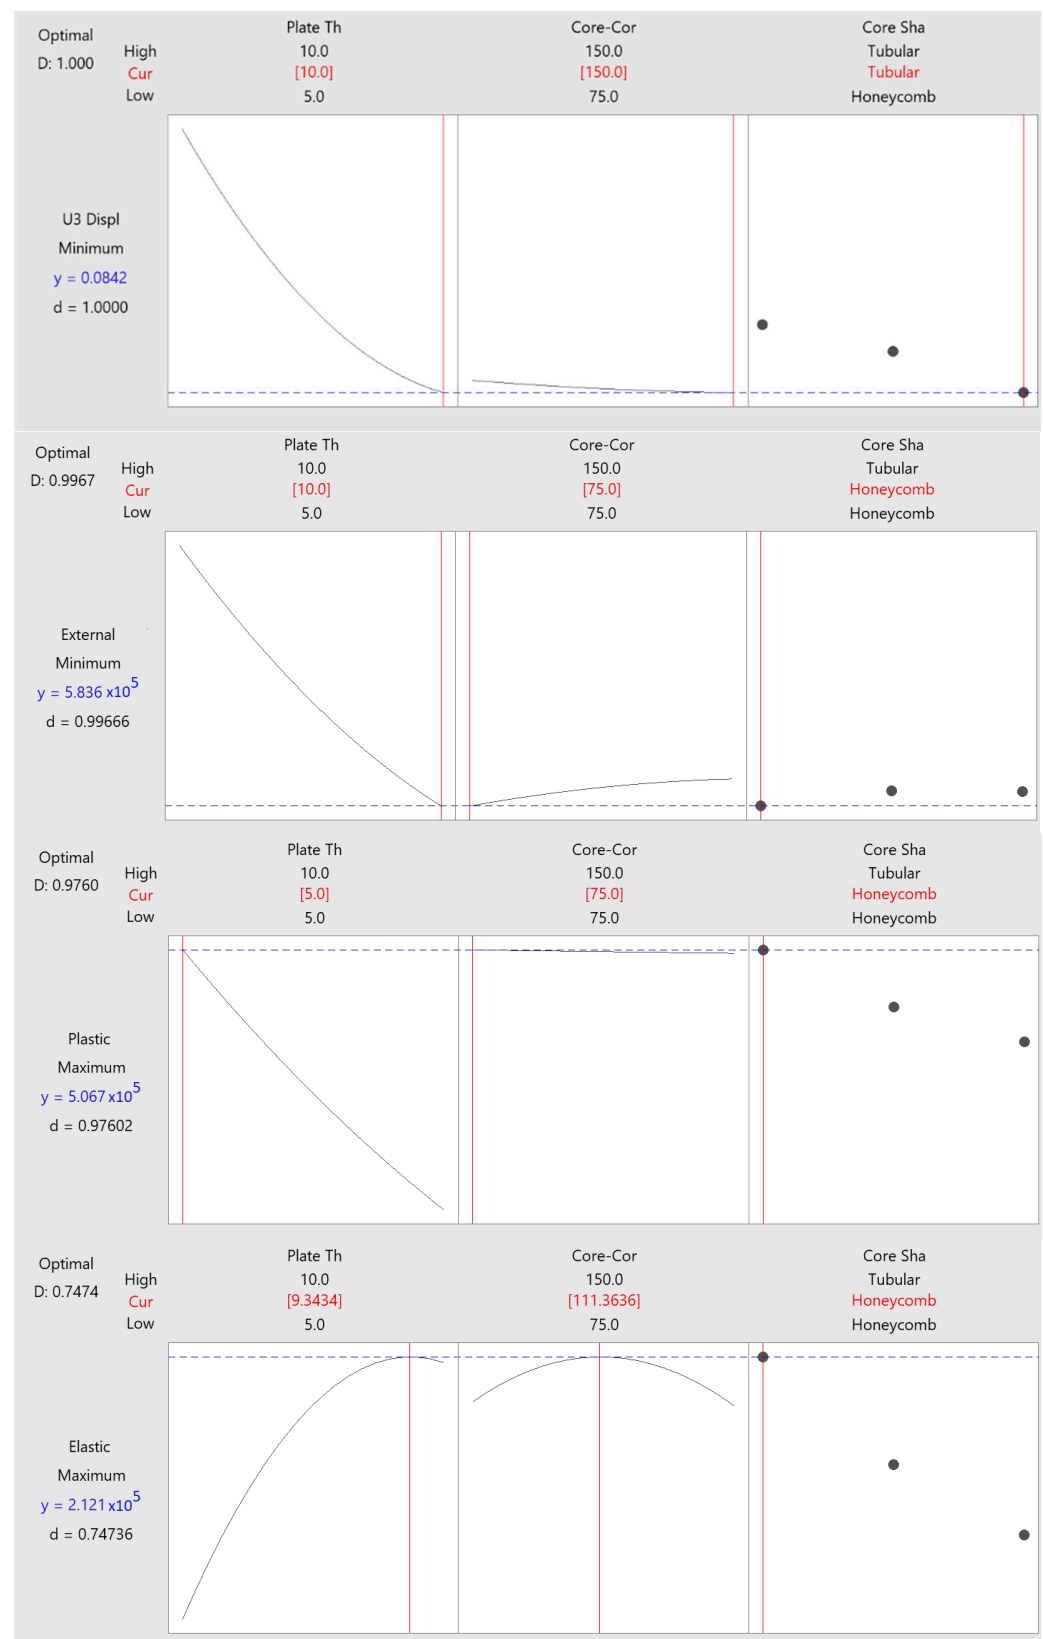 Optimal
D: 1.000
Plate Th Core-Cor Core Sha
High 10.0 150.0 Tubular
Cur [10.0] [150.0] Tubular
Low 5.0 75.0 Honeycomb
U3 Displ
Minimum
y = 0.0842
d = 1.0000
Optimal
D: 0.9967
Plate Th Core-Cor Core Sha
High 10.0 150.0 Tubular
Cur [10.0] [75.0] Honeycomb
Low 5.0 75.0 Honeycomb
External
Minimum
y = 5.836 x10^5
d = 0.99666
Optimal
D: 0.9760
Plate Th Core-Cor Core Sha
High 10.0 150.0 Tubular
Cur [5.0] [75.0] Honeycomb
Low 5.0 75.0 Honeycomb
Plastic
Maximum
y = 5.067 x10^5
d = 0.97602
Optimal
D: 0.7474
Plate Th Core-Cor Core Sha
High 10.0 150.0 Tubular
Cur [9.3434] [111.3636] Honeycomb
Low 5.0 75.0 Honeycomb
Elastic
Maximum
y = 2.121 x10^5
d = 0.74736